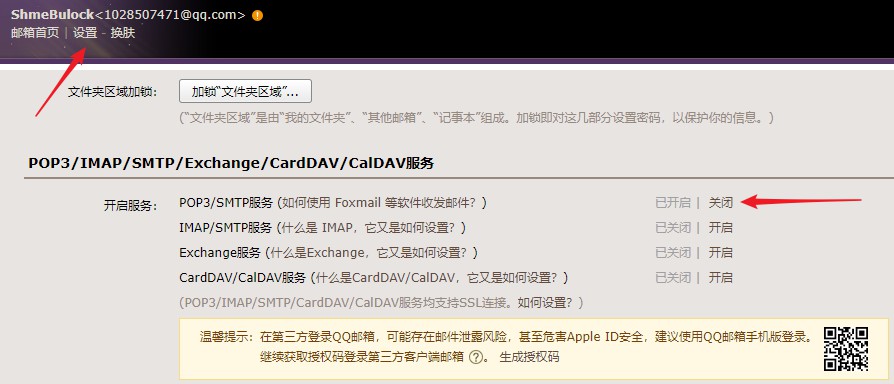 ShmeBulock<1028507471@qq.com>
邮箱首页 | 设置 - 换肤
文件夹区域加锁： 加锁“文件夹区域”...
(“文件夹区域”是由“我的文件夹”、“其他邮箱”、“记事本”组成。加锁即对这几部分设置密码，以保护你的信息。)
POP3/IMAP/SMTP/Exchange/CardDAV/CalDAV服务
开启服务： POP3/SMTP服务 (如何使用 Foxmail 等软件收发邮件？) 已开启 | 关闭
IMAP/SMTP服务 (什么是 IMAP，它又是如何设置？) 已关闭 | 开启
Exchange服务 (什么是Exchange，它又是如何设置？) 已关闭 | 开启
CardDAV/CalDAV服务 (什么是CardDAV/CalDAV，它又是如何设置？) 已关闭 | 开启
(POP3/IMAP/SMTP/CardDAV/CalDAV服务均支持SSL连接。如何设置？)
温馨提示：在第三方登录QQ邮箱，可能存在邮件泄露风险，甚至危害Apple ID安全，建议使用QQ邮箱手机版登录。
继续获取授权码登录第三方客户端邮箱 ？。 生成授权码